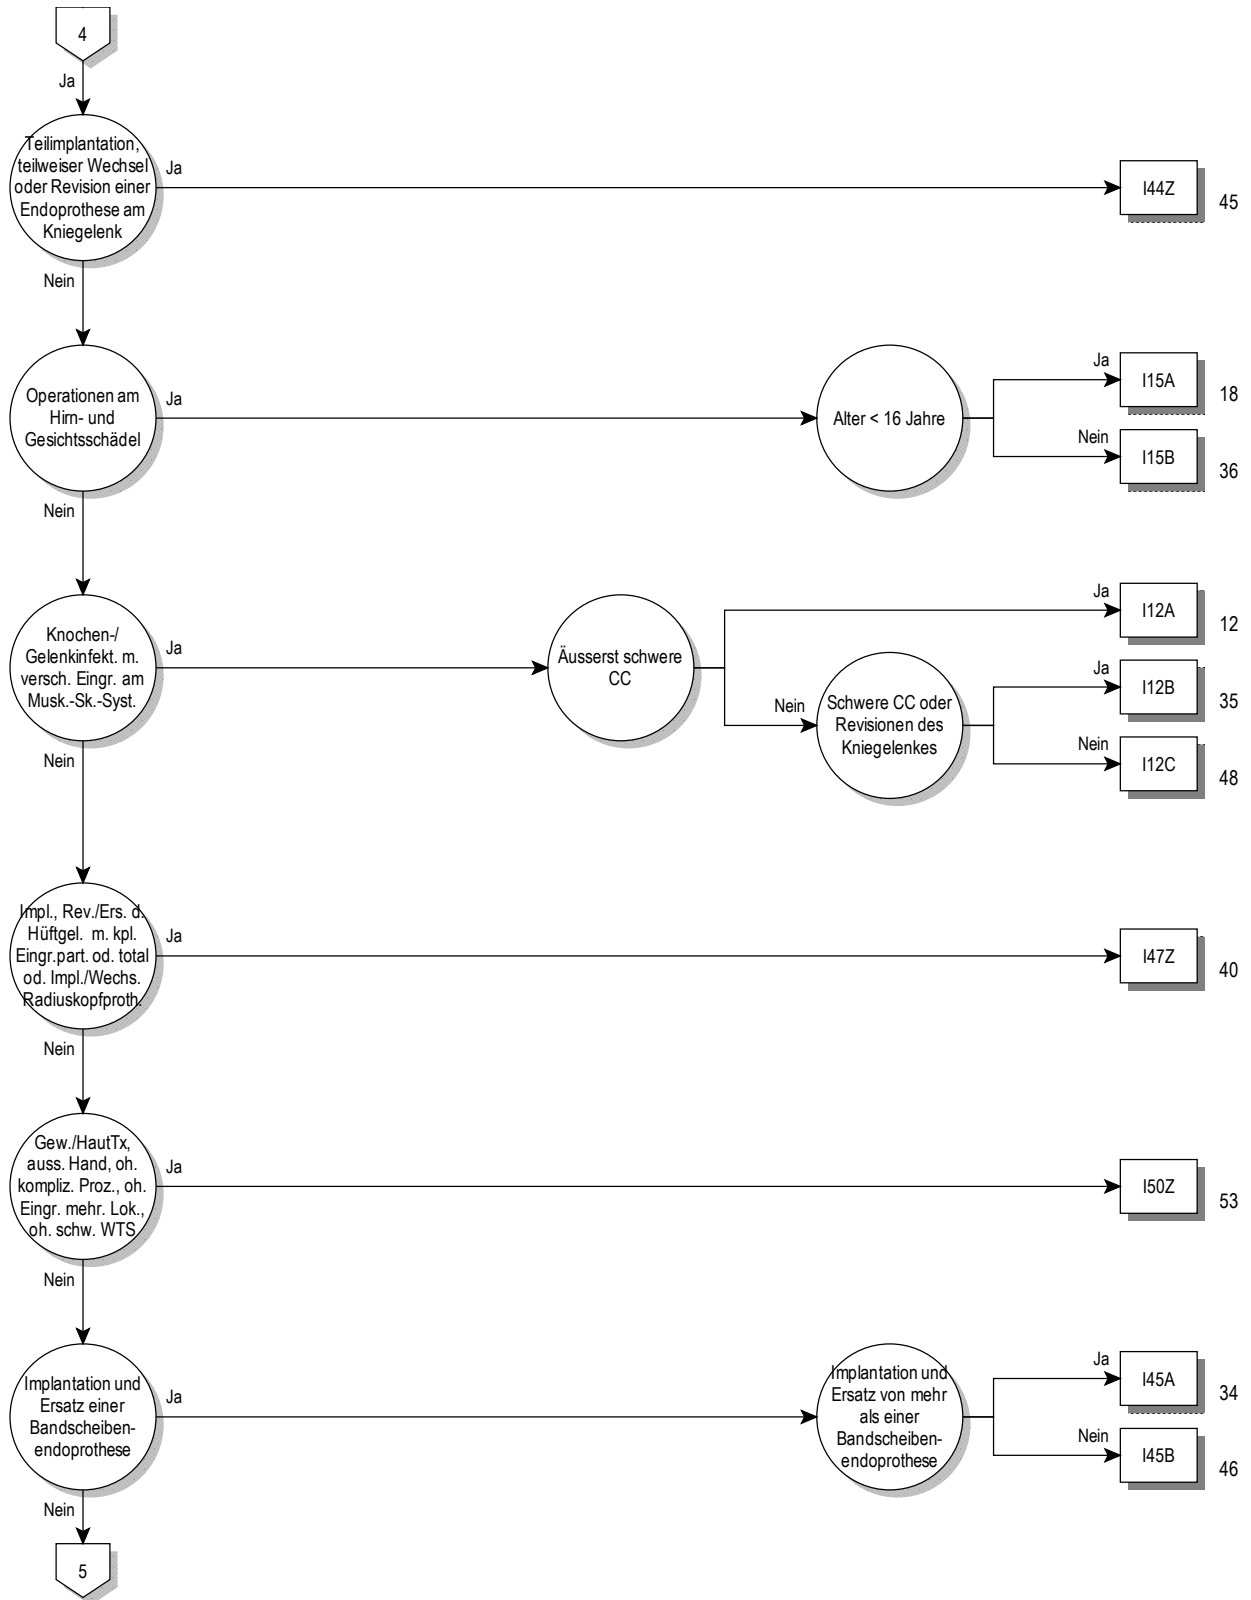 4
Ja
Teilimplantation,
teilweiser Wechsel
oder Revision einer
Endoprothese am
Kniegelenk
Ja
I44Z
45
Nein
Operationen am
Hirn- und
Gesichtsschädel
Ja
Alter < 16 Jahre
Ja
I15A
18
Nein
I15B
36
Nein
Knochen-/
Gelenkinfekt. m.
versch. Eingr. am
Musk.-Sk.-Syst.
Ja
Äusserst schwere
CC
Ja
I12A
12
Nein
Schwere CC oder
Revisionen des
Kniegelenkes
Ja
I12B
35
Nein
I12C
48
Nein
Impl., Rev./Ers. d.
Hüftgel. m. kpl.
Eingr.part. od. total
od. Impl./Wechs.
Radiuskopfproth.
Ja
I47Z
40
Nein
Gew./HautTx,
auss. Hand, oh.
kompliz. Proz., oh.
Eingr. mehr. Lok.,
oh. schw. WTS
Ja
I50Z
53
Nein
Implantation und
Ersatz einer
Bandscheiben-
endoprothese
Ja
Implantation und
Ersatz von mehr
als einer
Bandscheiben-
endoprothese
Ja
I45A
34
Nein
I45B
46
Nein
5